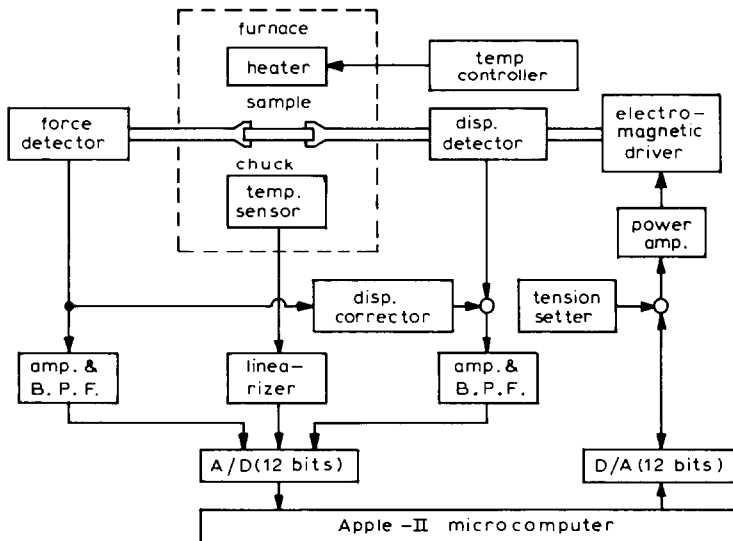 furnace
heater
temp
controller
sample
force
detector
disp.
detector
electro-
magnetic
driver
chuck
temp.
sensor
power
amp.
disp.
corrector
tension
setter
amp. &
B. P. F.
linea-
rizer
amp. &
B. P. F.
A/D(12 bits)
D/A(12 bits)
Apple -II microcomputer